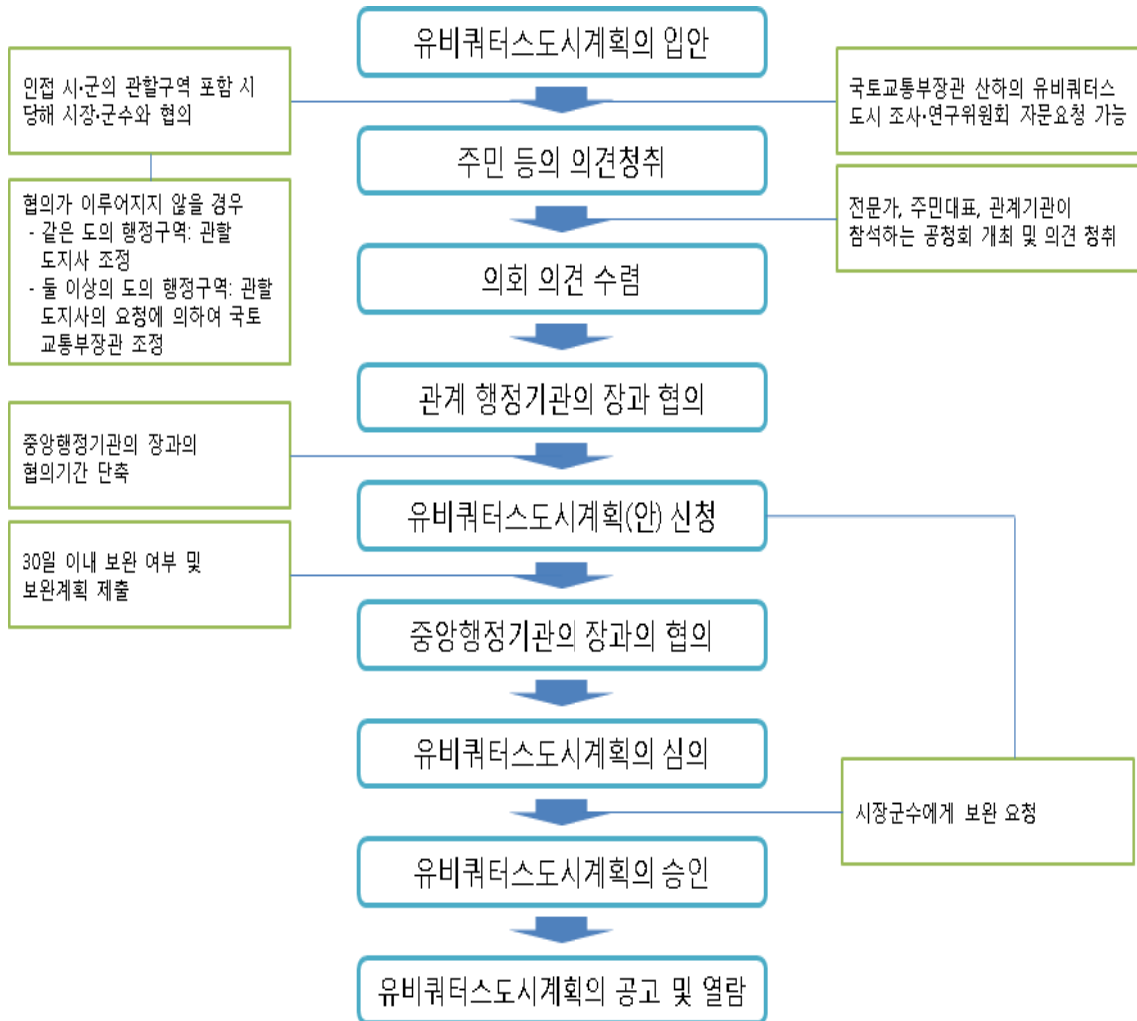 유비쿼터스도시계획의 입안
인접 시·군의 관할구역 포함 시
당해 시장·군수와 협의
국토교통부장관 산하의 유비쿼터스
도시 조사·연구위원회 자문요청 가능
주민 등의 의견청취
협의가 이루어지지 않을 경우
- 같은 도의 행정구역: 관할
도지사 조정
- 둘 이상의 도의 행정구역: 관할
도지사의 요청에 의하여 국토
교통부장관 조정
전문가, 주민대표, 관계기관이
참석하는 공청회 개최 및 의견 청취
의회 의견 수렴
관계 행정기관의 장과 협의
중앙행정기관의 장과의
협의기간 단축
유비쿼터스도시계획(안) 신청
30일 이내 보완 여부 및
보완계획 제출
중앙행정기관의 장과의 협의
유비쿼터스도시계획의 심의
시장군수에게 보완 요청
유비쿼터스도시계획의 승인
유비쿼터스도시계획의 공고 및 열람